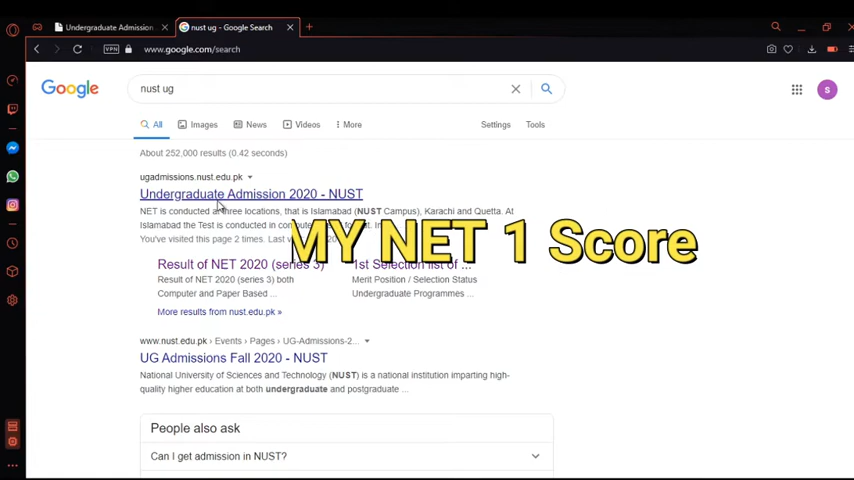 Undergraduate Admission
nust ug - Google Search
VPN
www.google.com/search
Google
nust ug
S
All
Images
News
Videos
More
Settings
Tools
About 252,000 results (0.42 seconds)
ugadmissions.nust.edu.pk
Undergraduate Admission 2020 - NUST
NET is conducted at three locations, that is Islamabad (NUST Campus), Karachi and Quetta. At
Islamabad the Test is conducted in
You've visited this page 2 times. Last
MY NET 1 Score
Result of NET 2020 (series 3)
1st Selection list of ...
Result of NET 2020 (series 3) both
Merit Position / Selection Status
Computer and Paper Based ...
Undergraduate Programmes ...
More results from nust.edu.pk »
www.nust.edu.pk › Events › Pages › UG-Admissions-2...
UG Admissions Fall 2020 - NUST
National University of Sciences and Technology (NUST) is a national institution imparting high-
quality higher education at both undergraduate and postgraduate ...
People also ask
Can I get admission in NUST?